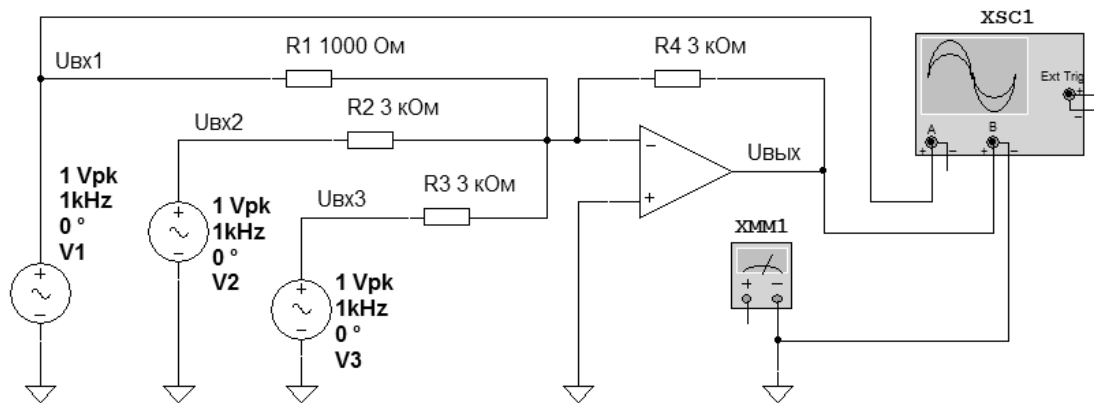 XSC1
Uвх1
R1 1000 Ом
R4 3 кОм
Ext Trig
+
−
A
B
+ −
+ −
Uвх2
R2 3 кОм
−
+
Uвых
1 Vpk
1kHz
0 °
V1
+
−
1 Vpk
1kHz
0 °
V2
+
−
Uвх3
R3 3 кОм
1 Vpk
1kHz
0 °
V3
+
−
XMM1
+ −